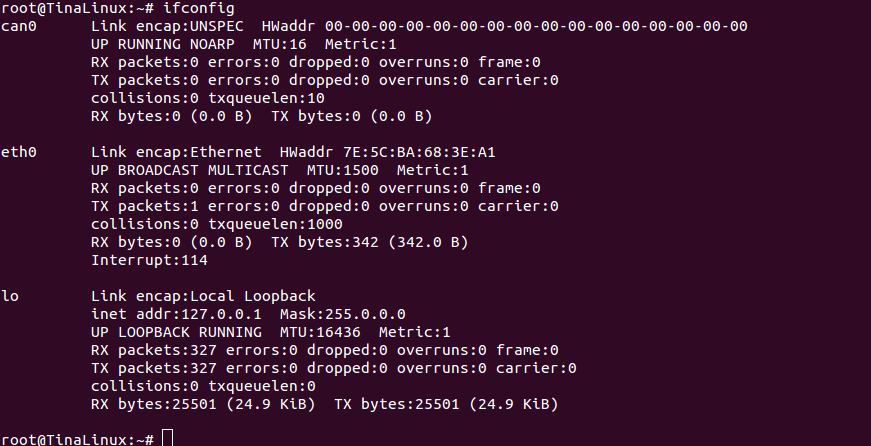 root@TinaLinux:~# ifconfig
can0      Link encap:UNSPEC  HWaddr 00-00-00-00-00-00-00-00-00-00-00-00-00-00-00-00
          UP RUNNING NOARP  MTU:16  Metric:1
          RX packets:0 errors:0 dropped:0 overruns:0 frame:0
          TX packets:0 errors:0 dropped:0 overruns:0 carrier:0
          collisions:0 txqueuelen:10
          RX bytes:0 (0.0 B)  TX bytes:0 (0.0 B)

eth0      Link encap:Ethernet  HWaddr 7E:5C:BA:68:3E:A1
          UP BROADCAST MULTICAST  MTU:1500  Metric:1
          RX packets:0 errors:0 dropped:0 overruns:0 frame:0
          TX packets:1 errors:0 dropped:0 overruns:0 carrier:0
          collisions:0 txqueuelen:1000
          RX bytes:0 (0.0 B)  TX bytes:342 (342.0 B)
          Interrupt:114

lo        Link encap:Local Loopback
          inet addr:127.0.0.1  Mask:255.0.0.0
          UP LOOPBACK RUNNING  MTU:16436  Metric:1
          RX packets:327 errors:0 dropped:0 overruns:0 frame:0
          TX packets:327 errors:0 dropped:0 overruns:0 carrier:0
          collisions:0 txqueuelen:0
          RX bytes:25501 (24.9 KiB)  TX bytes:25501 (24.9 KiB)

root@TinaLinux:~#